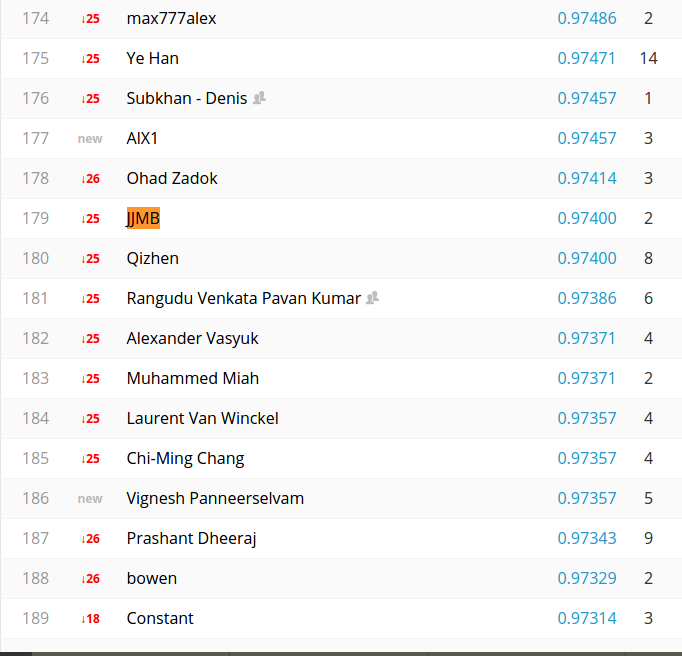 174 ↓25 max777alex 0.97486 2
175 ↓25 Ye Han 0.97471 14
176 ↓25 Subkhan - Denis 0.97457 1
177 new AIX1 0.97457 3
178 ↓26 Ohad Zadok 0.97414 3
179 ↓25 JJMB 0.97400 2
180 ↓25 Qizhen 0.97400 8
181 ↓25 Rangudu Venkata Pavan Kumar 0.97386 6
182 ↓25 Alexander Vasyuk 0.97371 4
183 ↓25 Muhammed Miah 0.97371 2
184 ↓25 Laurent Van Winckel 0.97357 4
185 ↓25 Chi-Ming Chang 0.97357 4
186 new Vignesh Panneerselvam 0.97357 5
187 ↓26 Prashant Dheeraj 0.97343 9
188 ↓26 bowen 0.97329 2
189 ↓18 Constant 0.97314 3